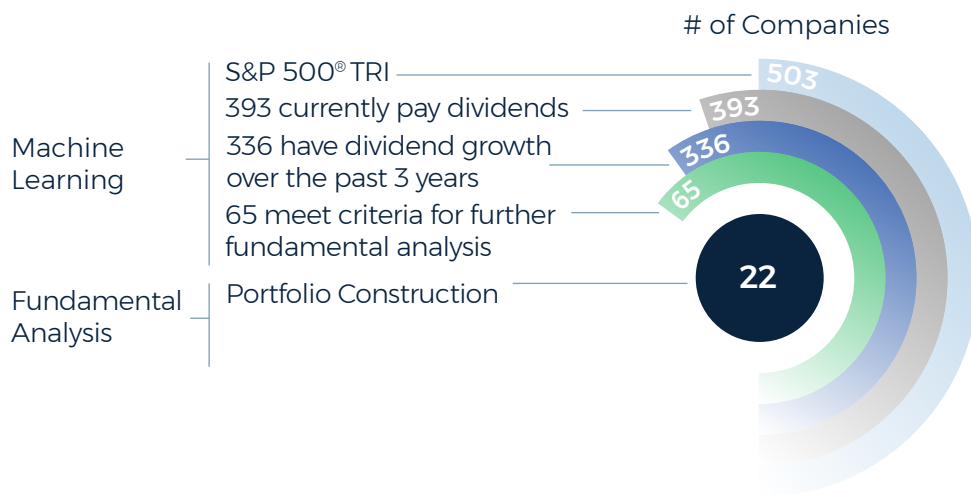 # of Companies
Machine
Learning
S&P 500® TRI
503
393 currently pay dividends
393
336 have dividend growth
over the past 3 years
336
65 meet criteria for further
fundamental analysis
65
Fundamental
Analysis
Portfolio Construction
22